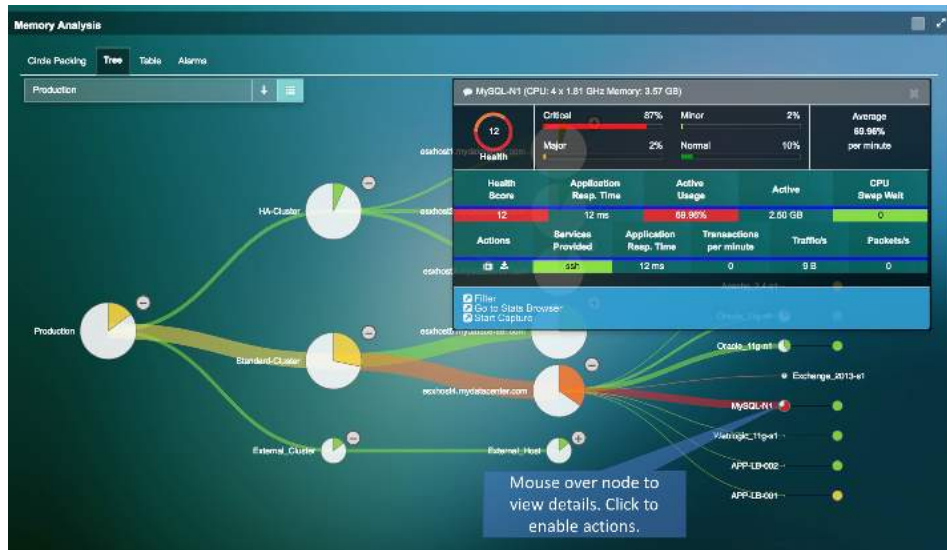 Memory Analysis
Circle Packing Tree Table Alarms
Production
MySQL-N1 (CPU: 4 x 1.81 GHz Memory: 3.57 GB)
12
Health
Critical 87% Minor 2%
Major 2% Normal 10%
Average
69.96%
per minute
Health Score Application Resp. Time Active Usage Active CPU Swap Wait
12 12 ms 69.96% 2.50 GB 0
Actions Services Provided Application Resp. Time Transactions per minute Traffic/s Packets/s
ssh 12 ms 0 9 B 0
Filter
Go to Stats Browser
Start Capture
HA-Cluster
Production
Standard-Cluster
External_Cluster
esxhost4.mydatacenter.com
External_Host
Oracle_11g-n1
Exchange_2013-s1
MySQL-N1
Weblogic_11g-s1
APP-LB-002
APP-LB-001
Mouse over node to
view details. Click to
enable actions.